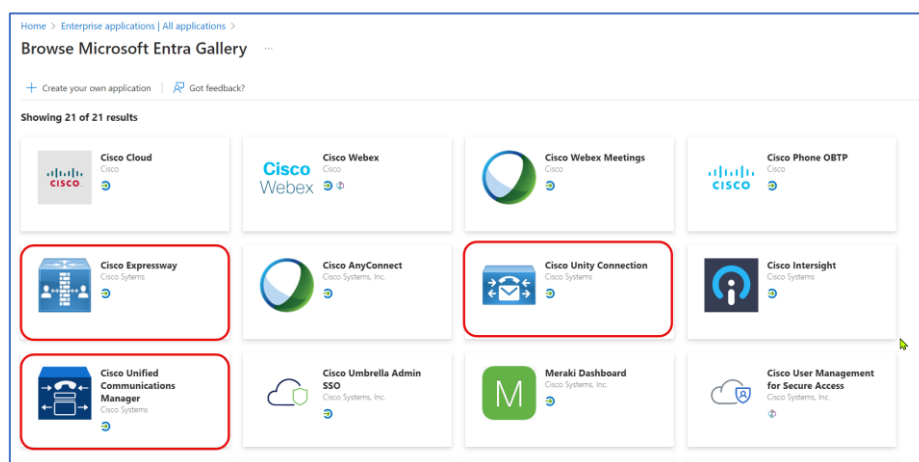 Home > Enterprise applications | All applications >
Browse Microsoft Entra Gallery ...
+ Create your own application | Got feedback?
Showing 21 of 21 results
Cisco Cloud
Cisco
CISCO
Cisco Webex
Cisco
Cisco
Webex
Cisco Webex Meetings
Cisco
Cisco Phone OBTP
Cisco
CISCO
Cisco Expressway
Cisco Sytems
Cisco AnyConnect
Cisco Systems, Inc.
Cisco Unity Connection
Cisco Systems
Cisco Intersight
Cisco Systems
Cisco Unified
Communications
Manager
Cisco Systems
Cisco Umbrella Admin
SSO
Cisco Systems, Inc.
Meraki Dashboard
Cisco Systems, Inc.
M
Cisco User Management
for Secure Access
Cisco Systems, Inc.